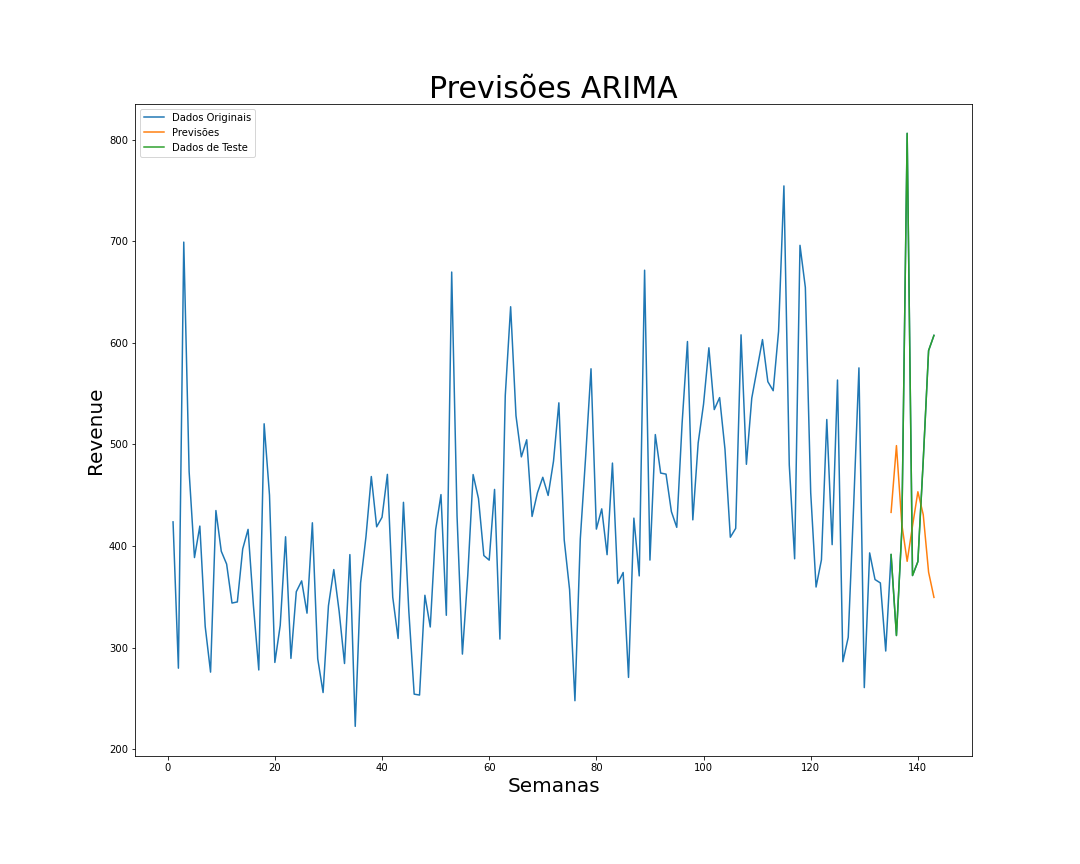 Previsões ARIMA
Dados Originais
Previsões
Dados de Teste
800
700
600
500
400
300
200
Revenue
0 20 40 60 80 100 120 140
Semanas